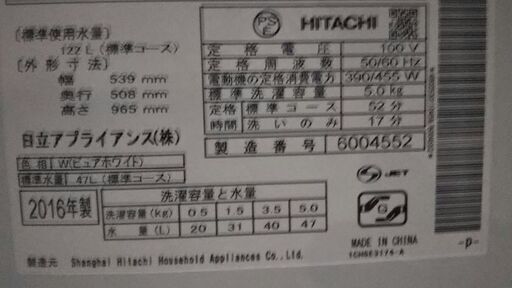 [標準使用水量]
122 L (標準コース)
[外形寸法]
幅 539 mm
奥行 508 mm
高さ 965 mm
日立アプライアンス(株)
色相 W(ピュアホワイト)
標準水量 47L (標準コース)
2016年製
PS
E
HITACHI
定格電圧 100 V
定格周波数 50/60 Hz
電動機の定格消費電力 390/455 W
標準洗濯容量 5.0 kg
定格 標準コース 52分
時間 洗いのみ 17分
製造番号 6004552
S JET
洗濯容量と水量
洗濯容量(kg) 0.5 1.5 3.5 5.0
水量(L) 20 31 40 47
SG
MADE IN CHINA
-P-
製造元 Shanghai Hitachi Household Appliances Co., Ltd.